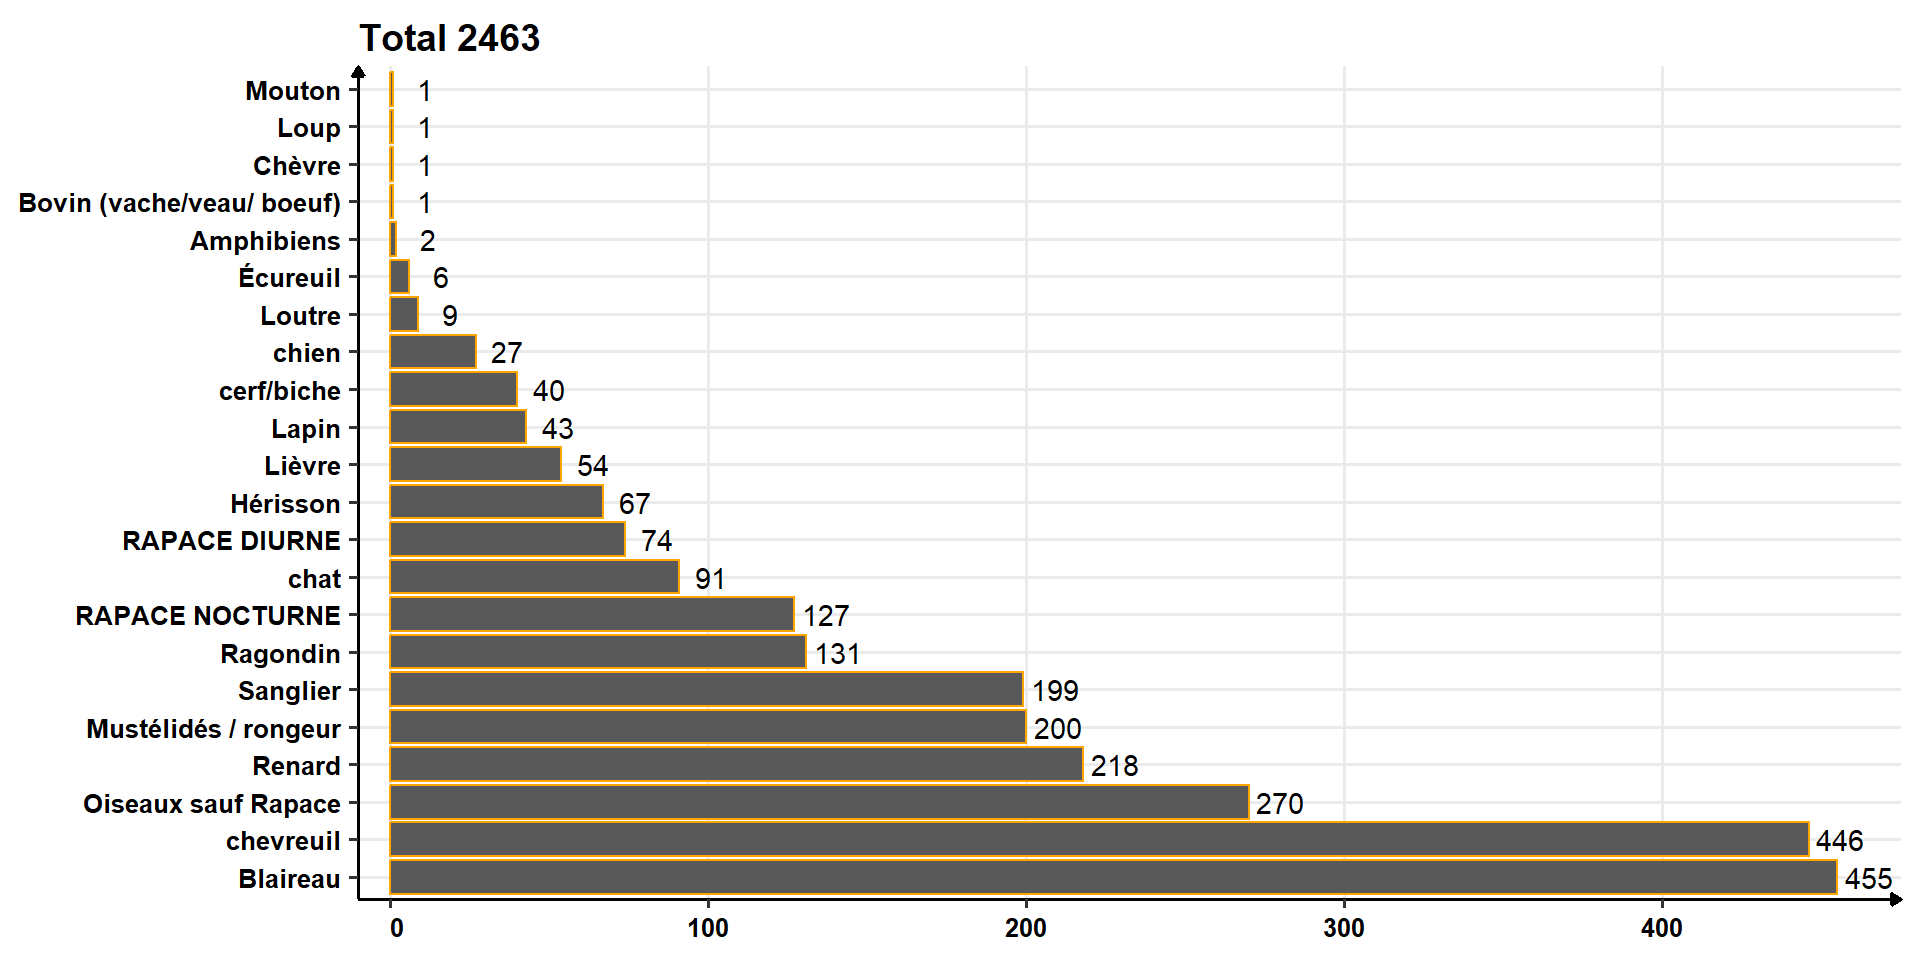 Total 2463
Mouton 1
Loup 1
Chèvre 1
Bovin (vache/veau/ boeuf) 1
Amphibiens 2
Écureuil 6
Loutre 9
chien 27
cerf/biche 40
Lapin 43
Lièvre 54
Hérisson 67
RAPACE DIURNE 74
chat 91
RAPACE NOCTURNE 127
Ragondin 131
Sanglier 199
Mustélidés / rongeur 200
Renard 218
Oiseaux sauf Rapace 270
chevreuil 446
Blaireau 455
0 100 200 300 400